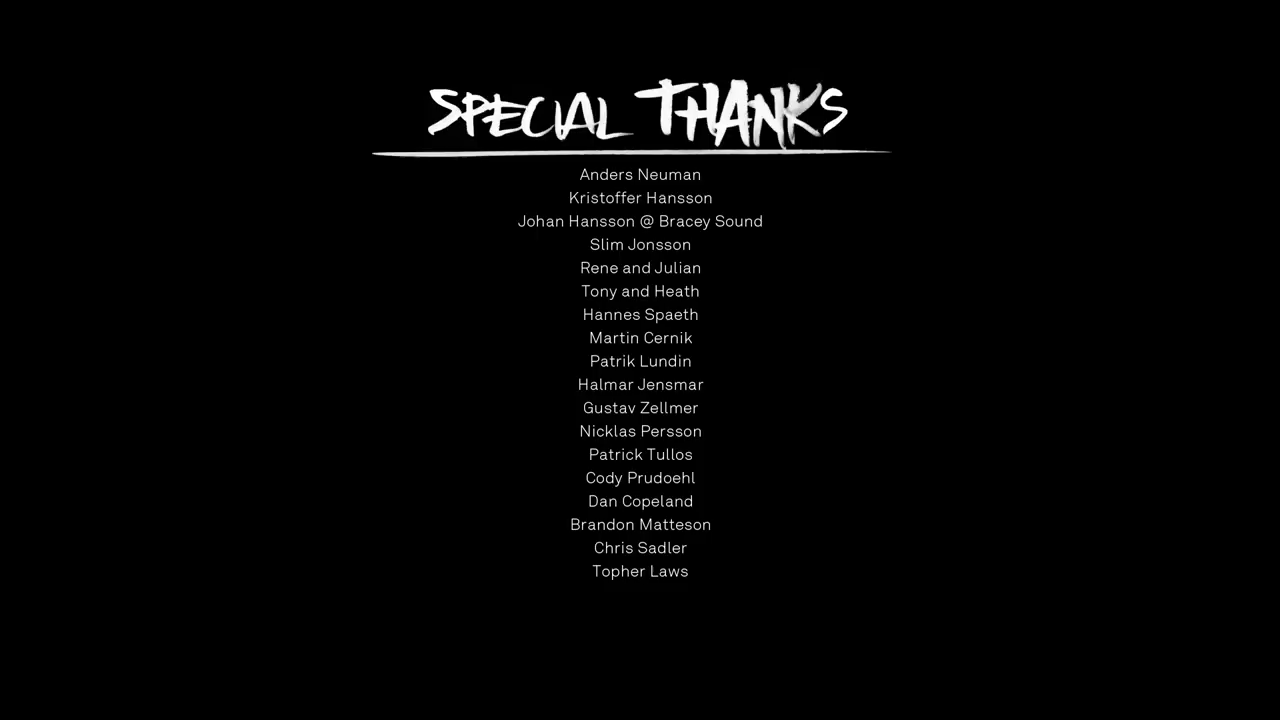 SPECIAL THANKS
Anders Neuman
Kristoffer Hansson
Johan Hansson @ Bracey Sound
Slim Jonsson
Rene and Julian
Tony and Heath
Hannes Spaeth
Martin Cernik
Patrik Lundin
Halmar Jensmar
Gustav Zellmer
Nicklas Persson
Patrick Tullos
Cody Prudoehl
Dan Copeland
Brandon Matteson
Chris Sadler
Topher Laws